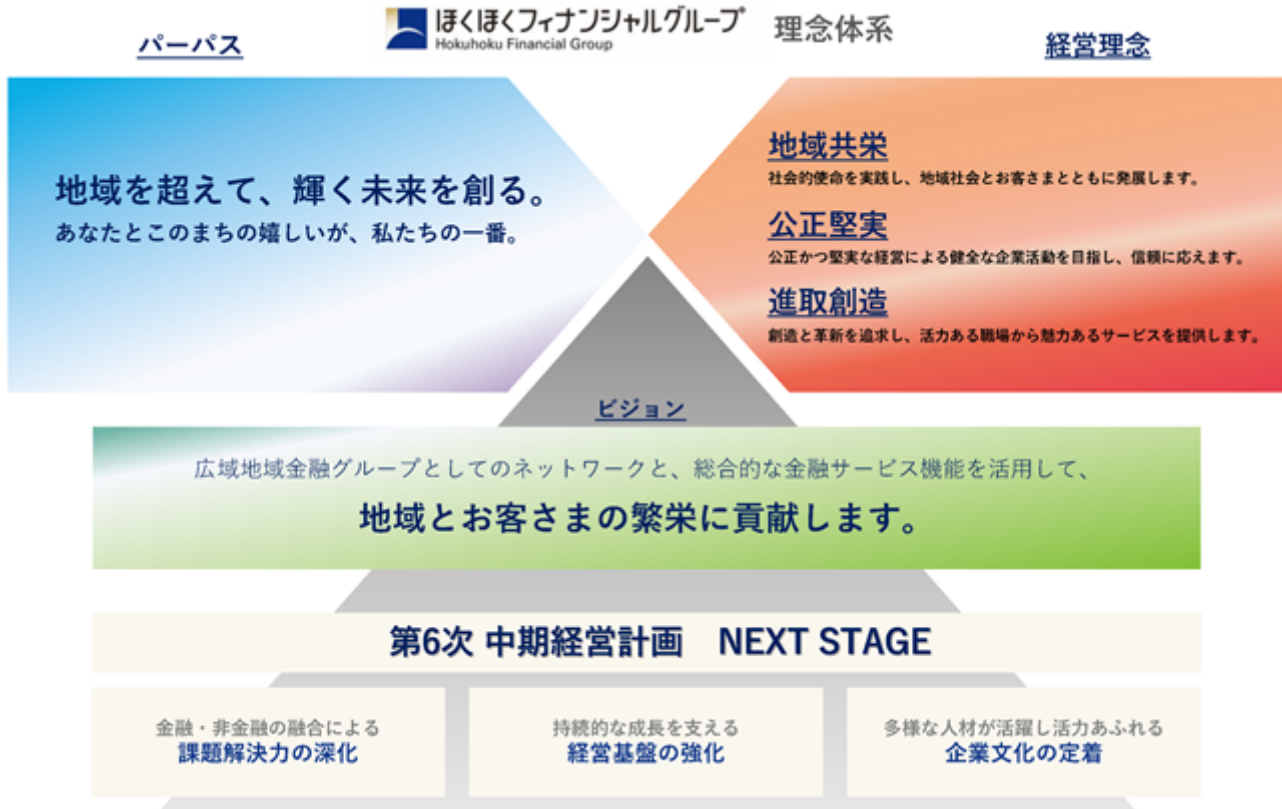 ほくほくフィナンシャルグループ
Hokuhoku Financial Group
理念体系
パーパス
地域を超えて、輝く未来を創る。
あなたとこのまちの嬉しいが、私たちの一番。
経営理念
地域共栄
社会的使命を実践し、地域社会とお客さまとともに発展します。
公正堅実
公正かつ堅実な経営による健全な企業活動を目指し、信頼に応えます。
進取創造
創造と革新を追求し、活力ある職場から魅力あるサービスを提供します。
ビジョン
広域地域金融グループとしてのネットワークと、総合的な金融サービス機能を活用して、
地域とお客さまの繁栄に貢献します。
第6次 中期経営計画　NEXT STAGE
金融・非金融の融合による
課題解決力の深化
持続的な成長を支える
経営基盤の強化
多様な人材が活躍し活力あふれる
企業文化の定着